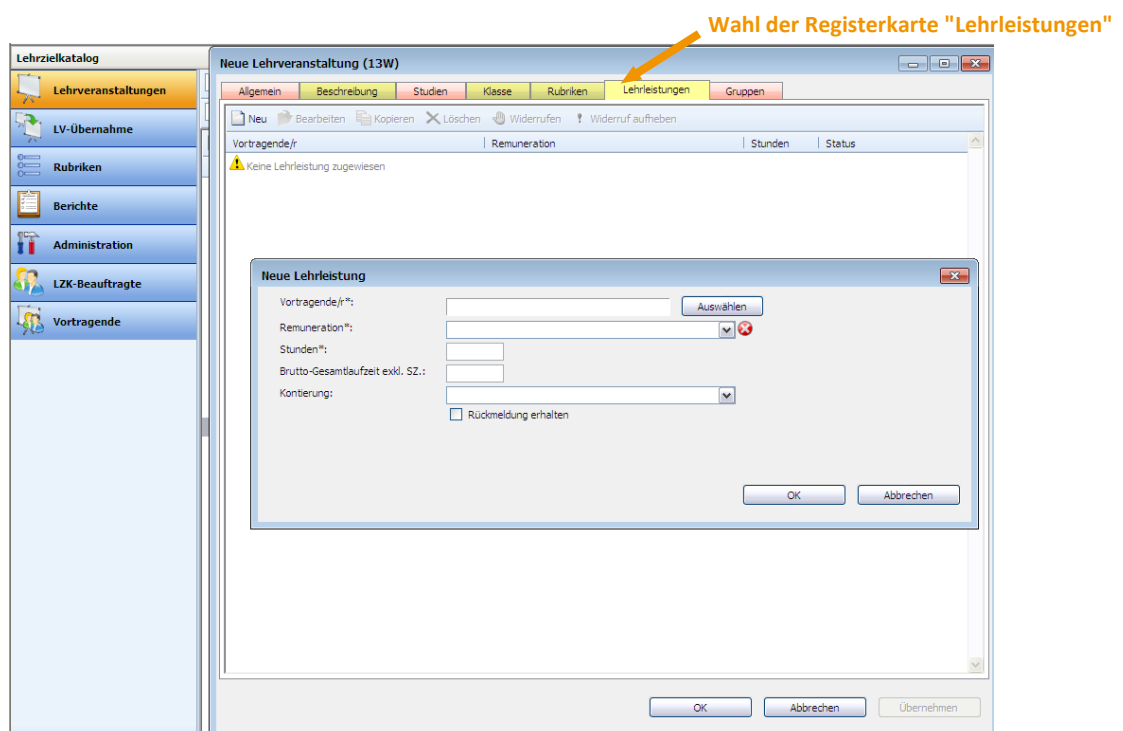 Wahl der Registerkarte "Lehrleistungen"
Lehrzielkatalog
Neue Lehrveranstaltung (13W)
Lehrveranstaltungen
LV-Übernahme
Rubriken
Berichte
Administration
LZK-Beauftragte
Vortragende
Allgemein Beschreibung Studien Klasse Rubriken Lehrleistungen Gruppen
Neu Bearbeiten Kopieren Löschen Widerrufen Widerruf aufheben
Vortragende/r Remuneration Stunden Status
Keine Lehrleistung zugewiesen
Neue Lehrleistung
Vortragende/r*: Auswählen
Remuneration*:
Stunden*:
Brutto-Gesamtlaufzeit exkl. SZ.:
Kontierung:
Rückmeldung erhalten
OK Abbrechen
OK Abbrechen Übernehmen